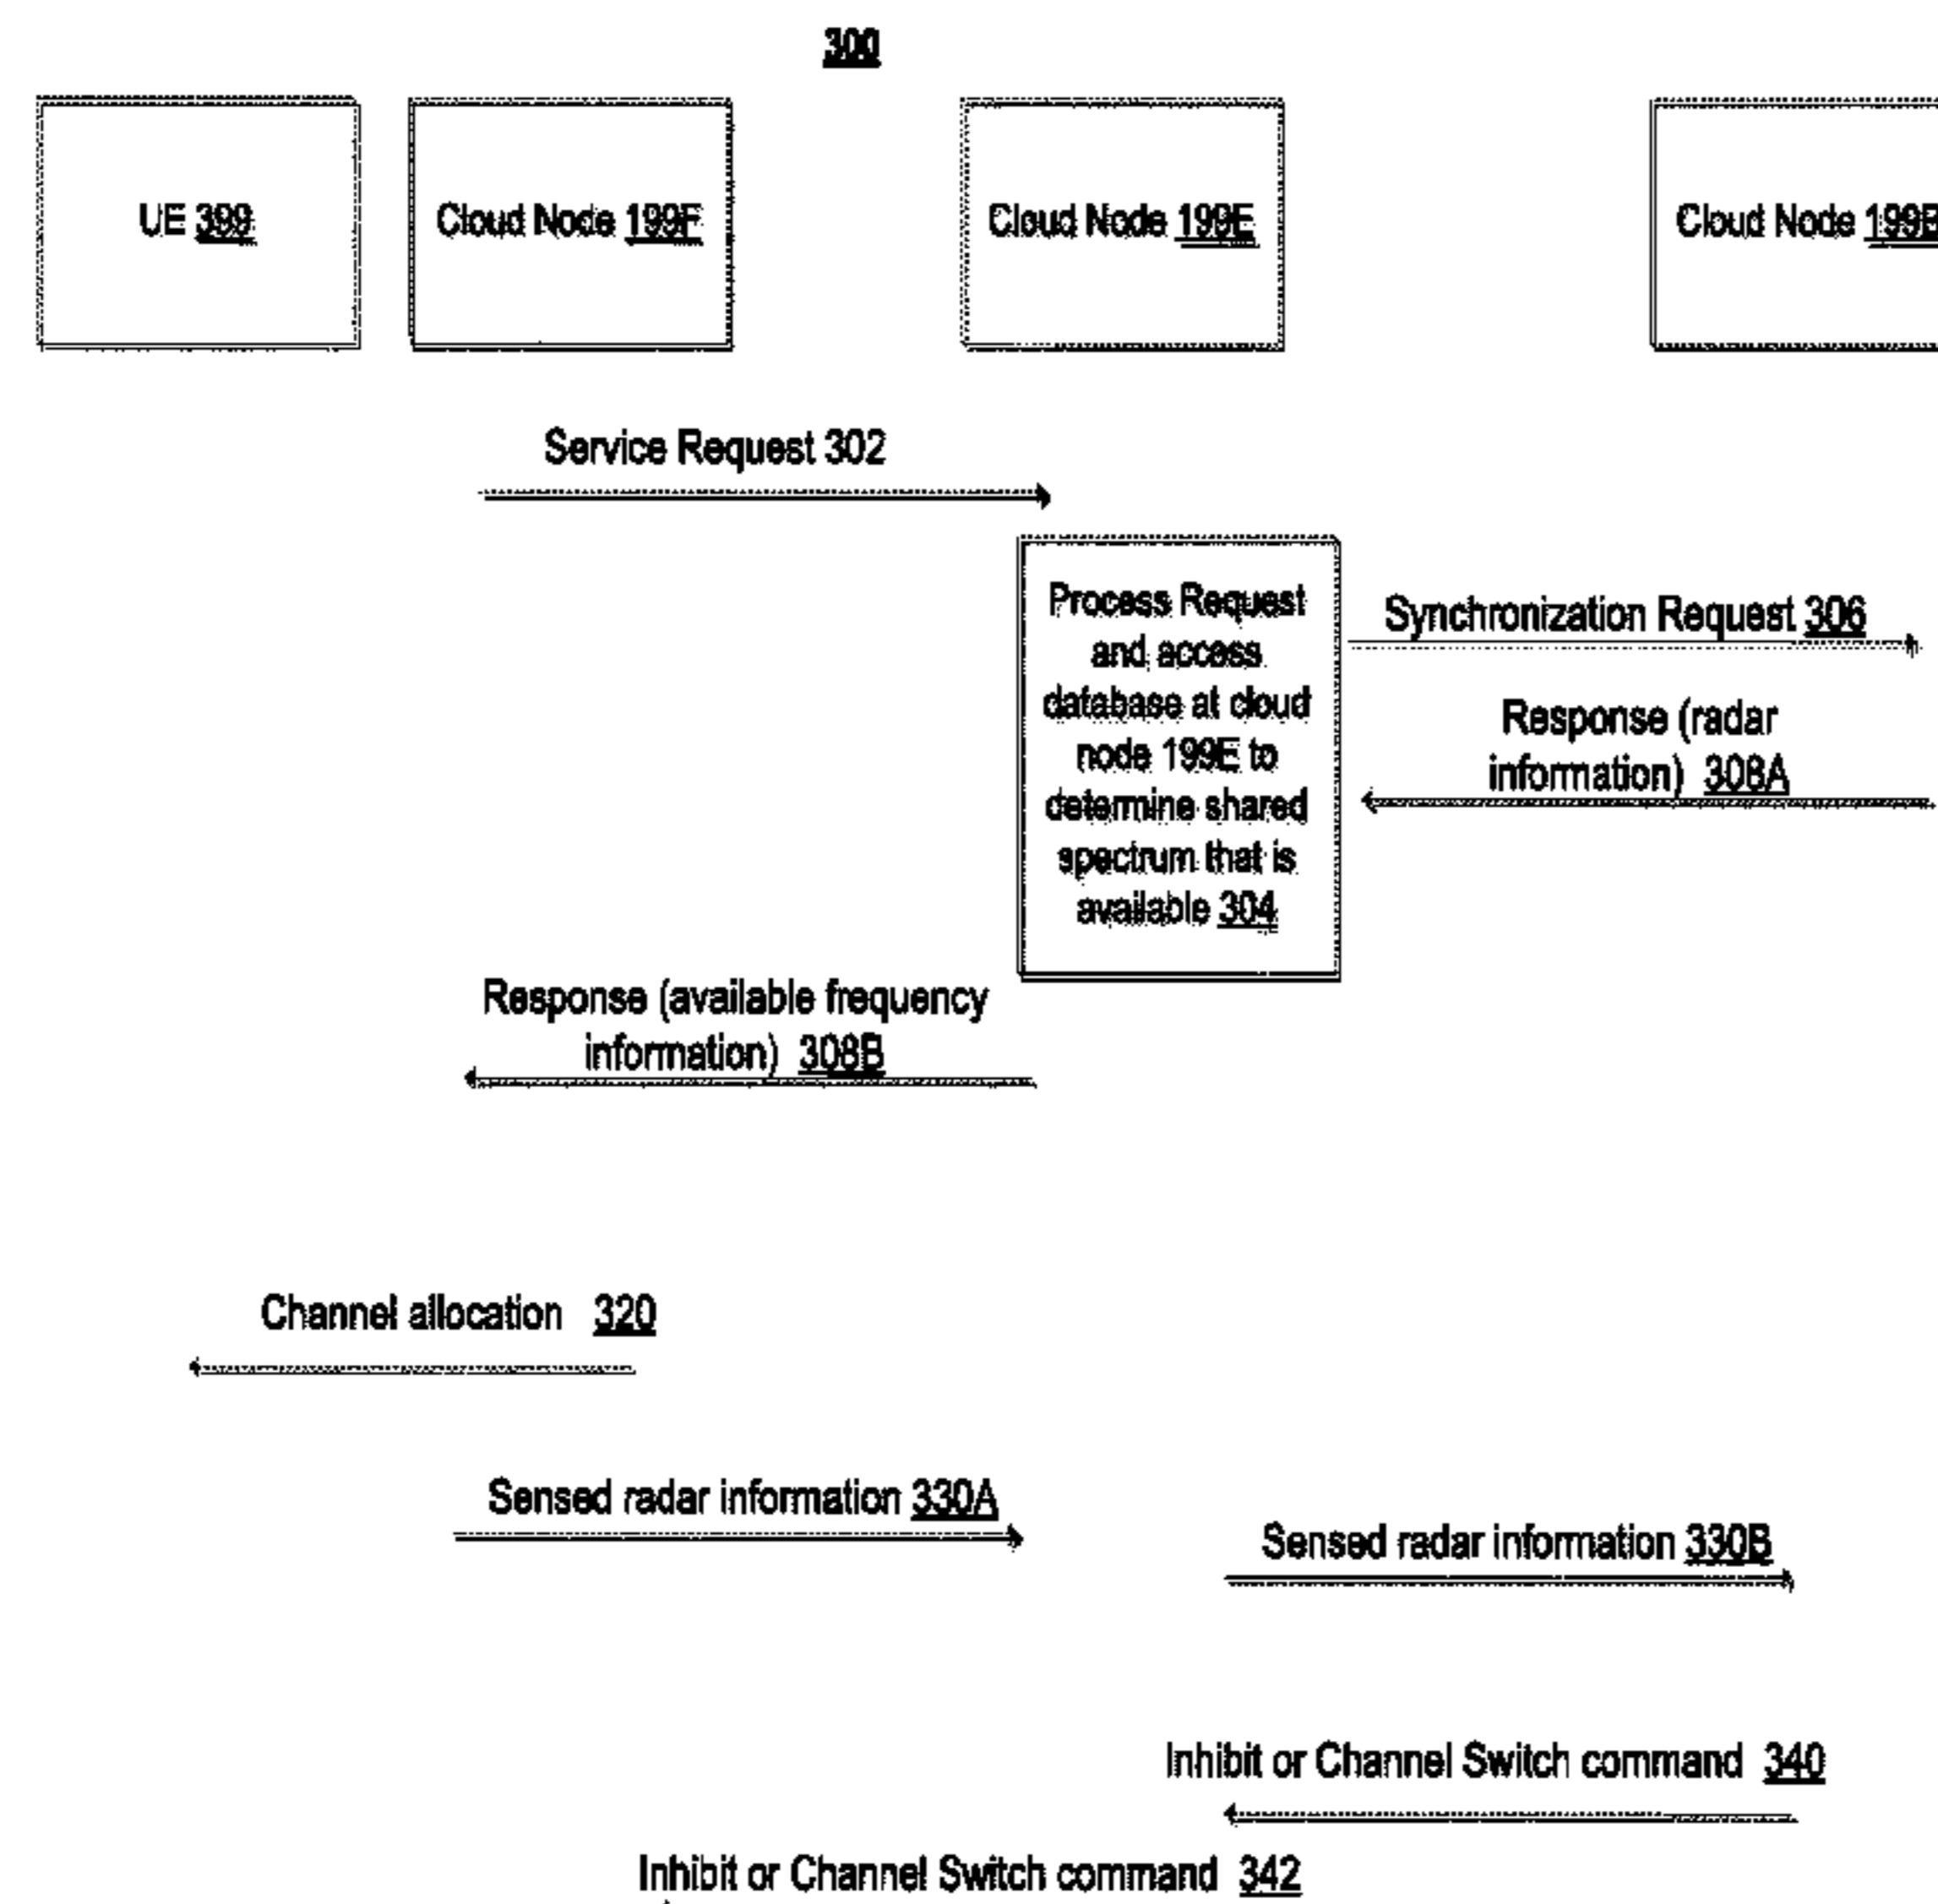 300
UE 399
Cloud Node 199F
Cloud Node 199E
Cloud Node 199B
Service Request 302
Process Request
and access
database at cloud
node 199E to
determine shared
spectrum that is
available 304
Synchronization Request 306
Response (radar
information) 308A
Response (available frequency
information) 308B
Channel allocation 320
Sensed radar information 330A
Sensed radar information 330B
Inhibit or Channel Switch command 340
Inhibit or Channel Switch command 342